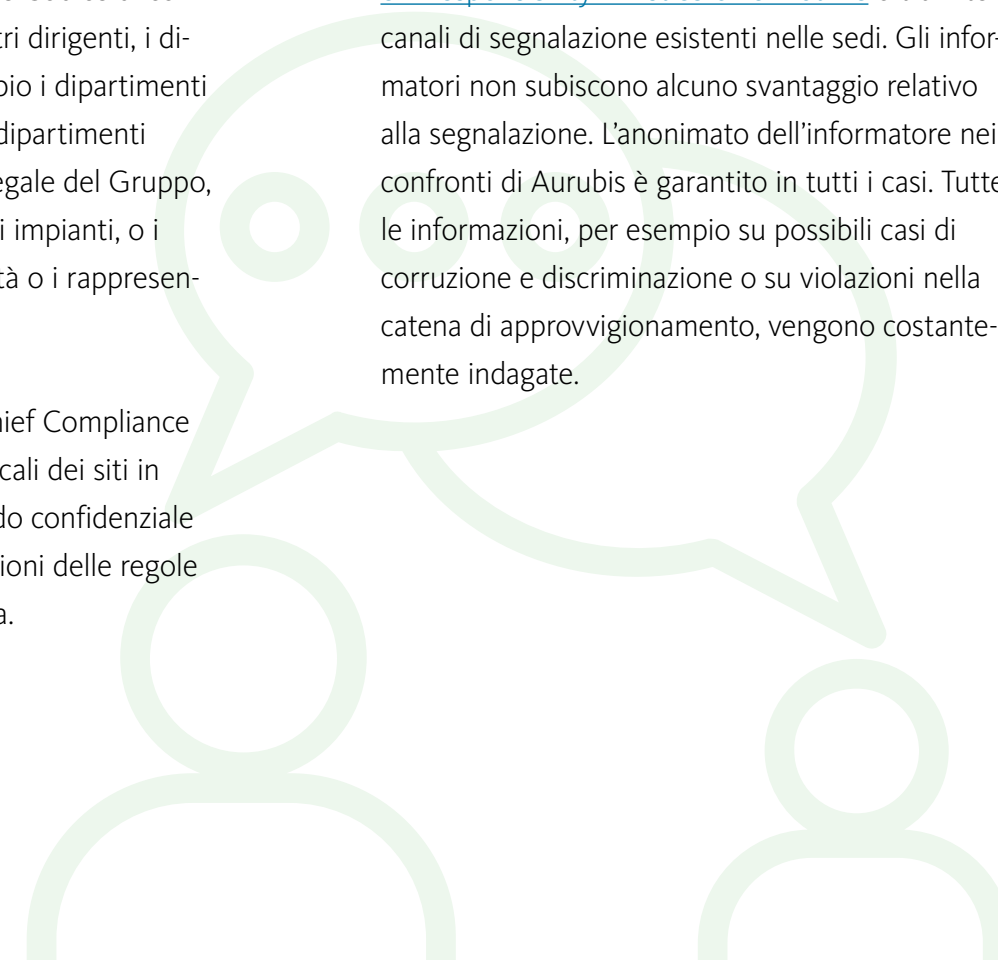 tri dirigenti, i di-
i dipartimenti
dipartimenti
egale del Gruppo,
i impianti, o i
tà o i rappresen-
Compliance
cali dei siti in
do confidenziale
ioni delle regole
a.
canali di segnalazione esistenti nelle sedi. Gli infor-
matori non subiscono alcuno svantaggio relativo
alla segnalazione. L’anonimato dell’informatore nei
confronti di Aurubis è garantito in tutti i casi. Tutte
le informazioni, per esempio su possibili casi di
corruzione e discriminazione o su violazioni nella
catena di approvvigionamento, vengono costante-
mente indagate.